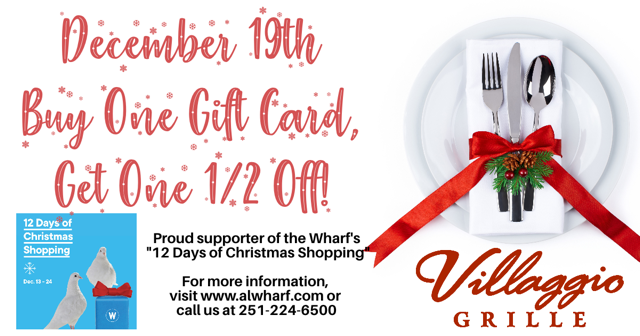 December 19th
Buy One Gift Card,
Get One 1/2 Off!
12 Days of
Christmas
Shopping
Dec. 13 - 24
W
Proud supporter of the Wharf's
"12 Days of Christmas Shopping"
For more information,
visit www.alwharf.com or
call us at 251-224-6500
Villaggio
GRILLE